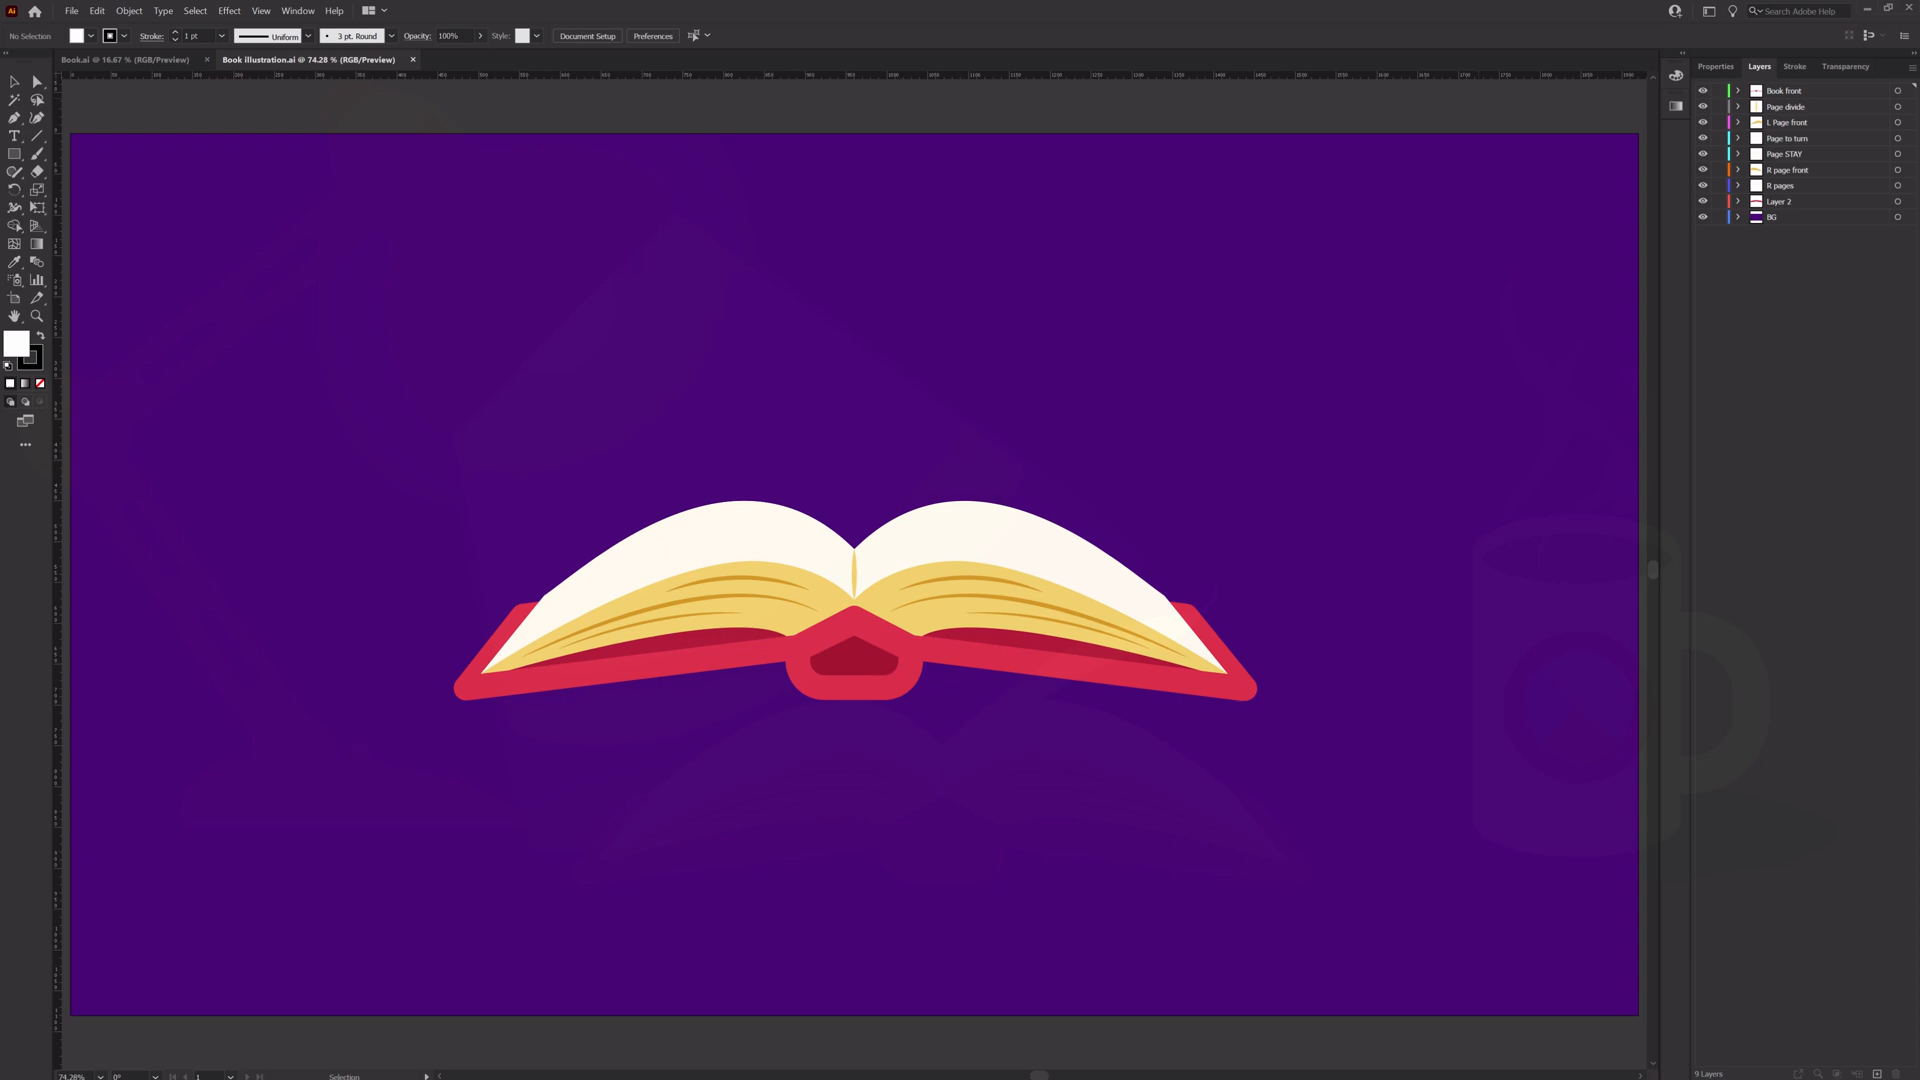 Ai File Edit Object Type Select Effect View Window Help Search Adobe Help
No Selection Stroke: 1 pt Uniform 3 pt. Round Opacity: 100% Style: Document Setup Preferences
Book.ai @ 16.67 % (RGB/Preview) Book illustration.ai @ 74.28 % (RGB/Preview)
Properties Layers Stroke Transparency
Book front
Page divide
L Page front
Page to turn
Page STAY
R page front
R pages
Layer 2
BG
74.28% 0° 1 Selection
9 Layers